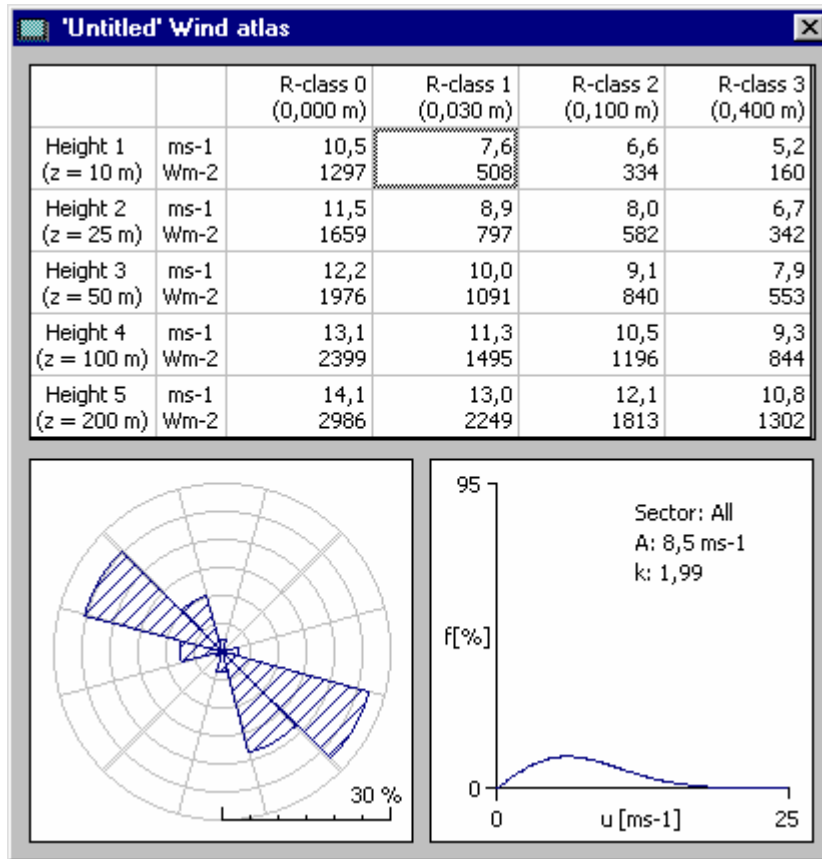 'Untitled' Wind atlas
R-class 0 R-class 1 R-class 2 R-class 3
(0,000 m) (0,030 m) (0,100 m) (0,400 m)
Height 1 ms-1 10,5 7,6 6,6 5,2
(z = 10 m) Wm-2 1297 508 334 160
Height 2 ms-1 11,5 8,9 8,0 6,7
(z = 25 m) Wm-2 1659 797 582 342
Height 3 ms-1 12,2 10,0 9,1 7,9
(z = 50 m) Wm-2 1976 1091 840 553
Height 4 ms-1 13,1 11,3 10,5 9,3
(z = 100 m) Wm-2 2399 1495 1196 844
Height 5 ms-1 14,1 13,0 12,1 10,8
(z = 200 m) Wm-2 2986 2249 1813 1302
30 %
95
Sector: All
A: 8,5 ms-1
k: 1,99
f[%]
0
0 u [ms-1] 25